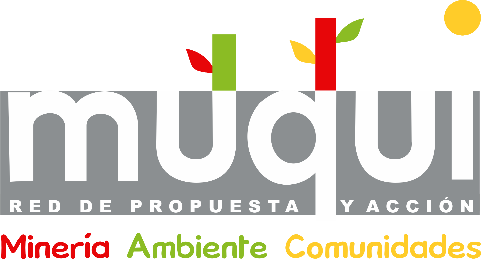 muqui
RED DE PROPUESTA Y ACCIÓN
Minería Ambiente Comunidades